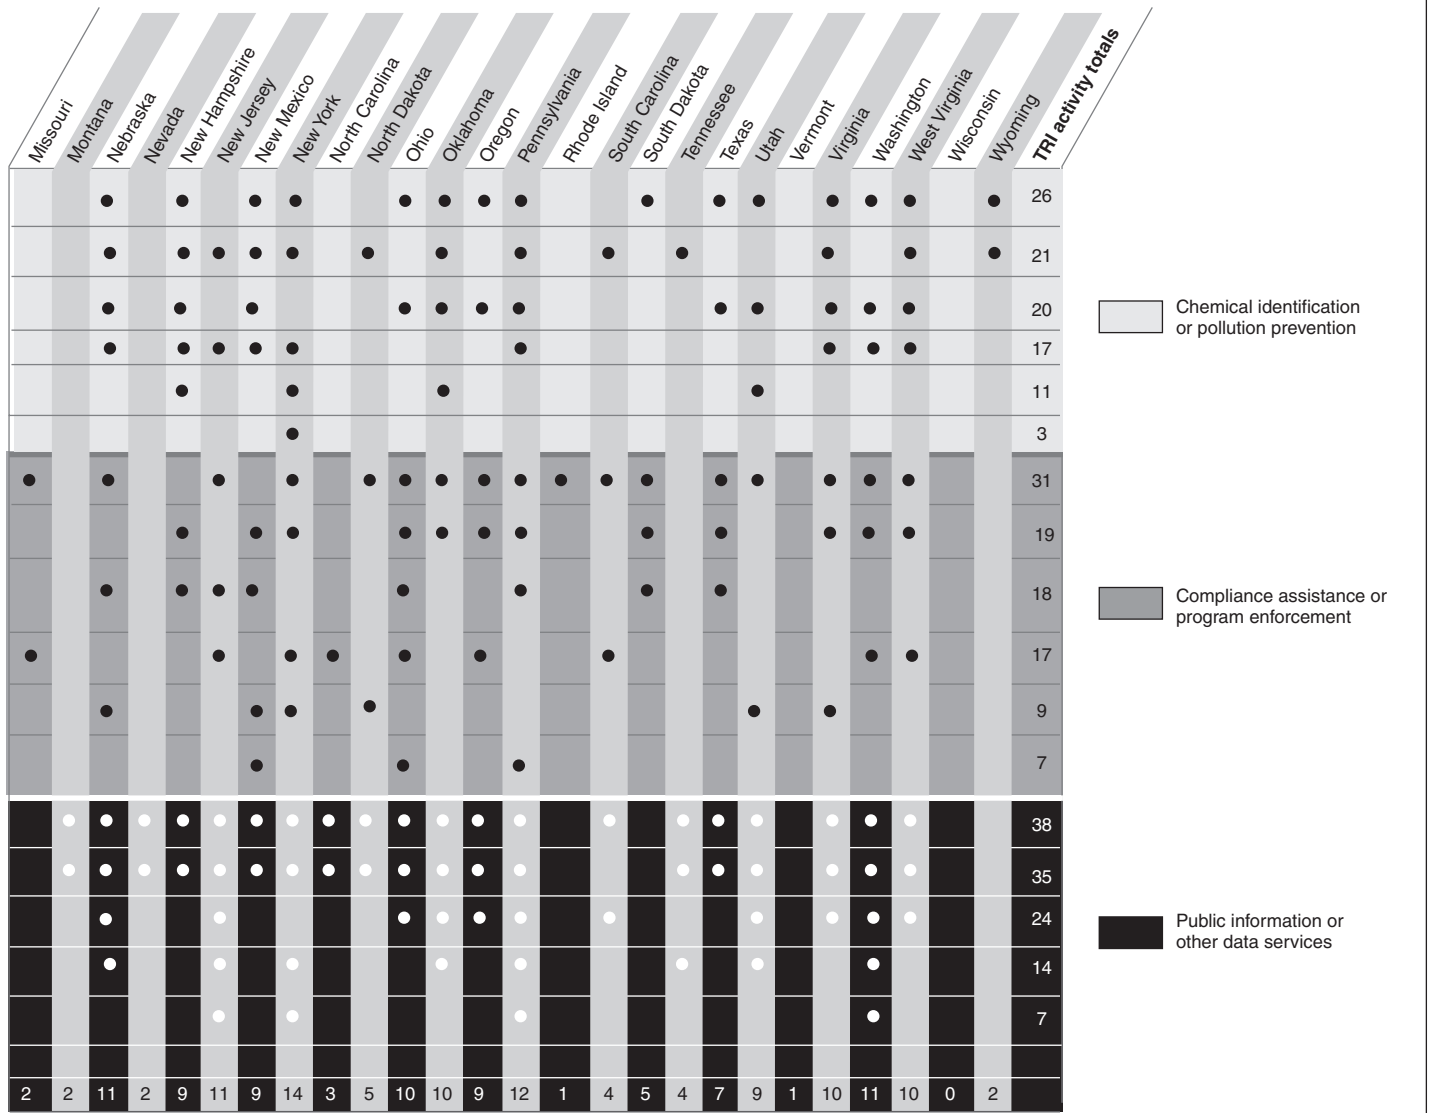 Missouri
Montana
Nebraska
Nevada
New Hampshire
New Jersey
New Mexico
New York
North Carolina
North Dakota
Ohio
Oklahoma
Oregon
Pennsylvania
Rhode Island
South Carolina
South Dakota
Tennessee
Texas
Utah
Vermont
Virginia
Washington
West Virginia
Wisconsin
Wyoming
TRI activity totals
26
21
20
17
11
3
31
19
18
17
9
7
38
35
24
14
7
2 2 11 2 9 11 9 14 3 5 10 10 9 12 1 4 5 4 7 9 1 10 11 10 0 2
Chemical identification
or pollution prevention
Compliance assistance or
program enforcement
Public information or
other data services